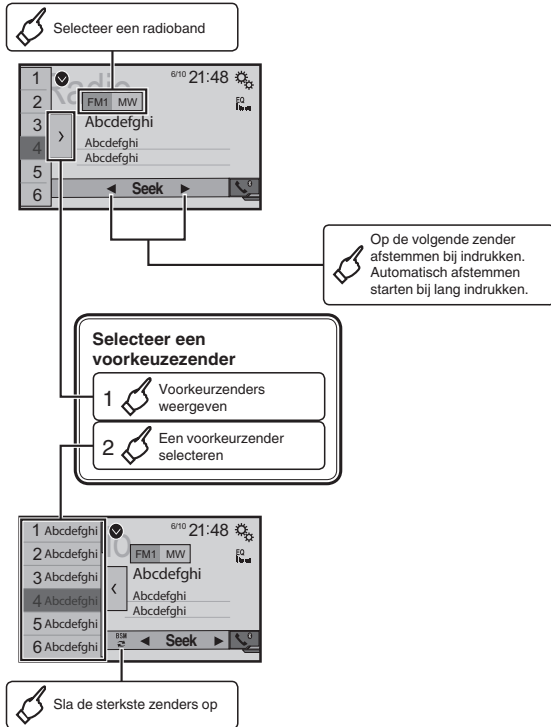 Selecteer een radioband
Radio
6/10 21:48
1
2
3
4
5
6
FM1 MW
EQ
Abcdefghi
Abcdefghi
Abcdefghi
Seek
Op de volgende zender
afstemmen bij indrukken.
Automatisch afstemmen
starten bij lang indrukken.
Selecteer een
voorkeuzezender
1 Voorkeurzenders
weergeven
2 Een voorkeurzender
selecteren
6/10 21:48
1 Abcdefghi
2 Abcdefghi
3 Abcdefghi
4 Abcdefghi
5 Abcdefghi
6 Abcdefghi
FM1 MW
EQ
Abcdefghi
Abcdefghi
Abcdefghi
BSM
Seek
Sla de sterkste zenders op